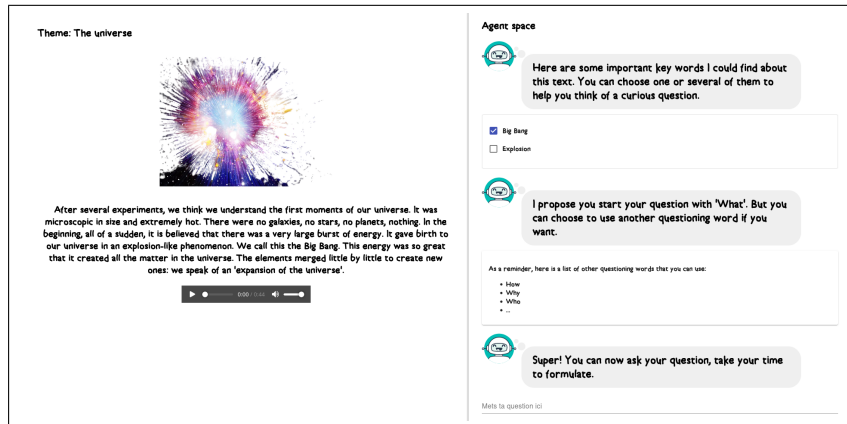 Theme: The universe
After several experiments, we think we understand the first moments of our universe. It was
microscopic in size and extremely hot. There were no galaxies, no stars, no planets, nothing. In the
beginning, all of a sudden, it is believed that there was a very large burst of energy. It gave birth to
our universe in an explosion-like phenomenon. We call this the Big Bang. This energy was so great
that it created all the matter in the universe. The elements merged little by little to create new
ones: we speak of an 'expansion of the universe'.
0:00 / 0:44
Agent space
Here are some important key words I could find about
this text. You can choose one or several of them to
help you think of a curious question.
Big Bang
Explosion
I propose you start your question with 'What'. But you
can choose to use another questioning word if you
want.
As a reminder, here is a list of other questioning words that you can use:
• How
• Why
• Who
• ...
Super! You can now ask your question, take your time
to formulate.
Mets ta question ici